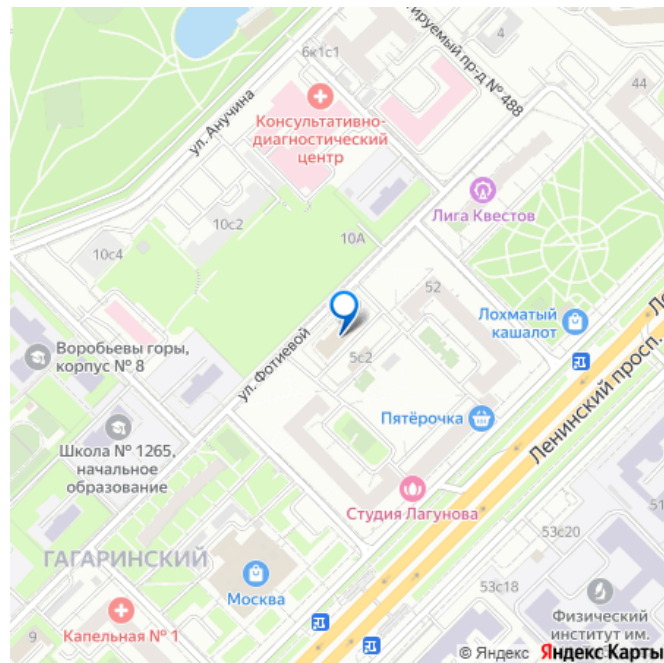 6к1с1
4
тируемый пр-д № 488
44
ул. Анучина
Консультативно-
диагностический
центр
Лига Квестов
10с2
10А
10с4
52
Лохматый
кашалот
ул. Фотиевой
5с2
Воробьевы горы,
корпус № 8
Ленинский просп.
Пятёрочка
Школа № 1265,
начальное
образование
Студия Лагунова
53с20
ГАГАРИНСКИЙ
Москва
53с18
Физический
институт им.
Капельная № 1
9
© Яндекс Яндекс Карты